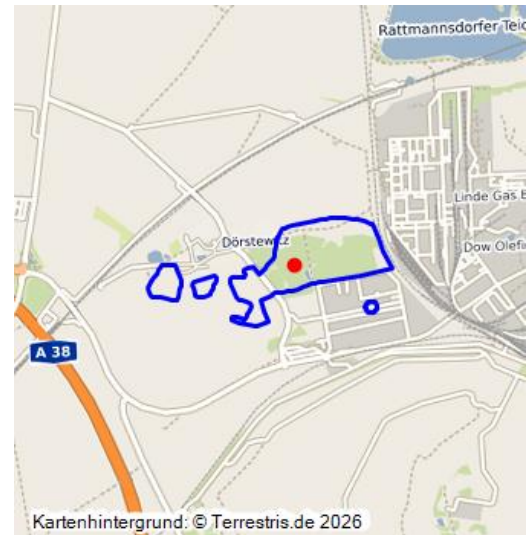 Rattmannsdorfer Teic
Linde Gas B
Dörstewitz
Dow Olefi
A 38
Kartenhintergrund: © Terrestris.de 2026